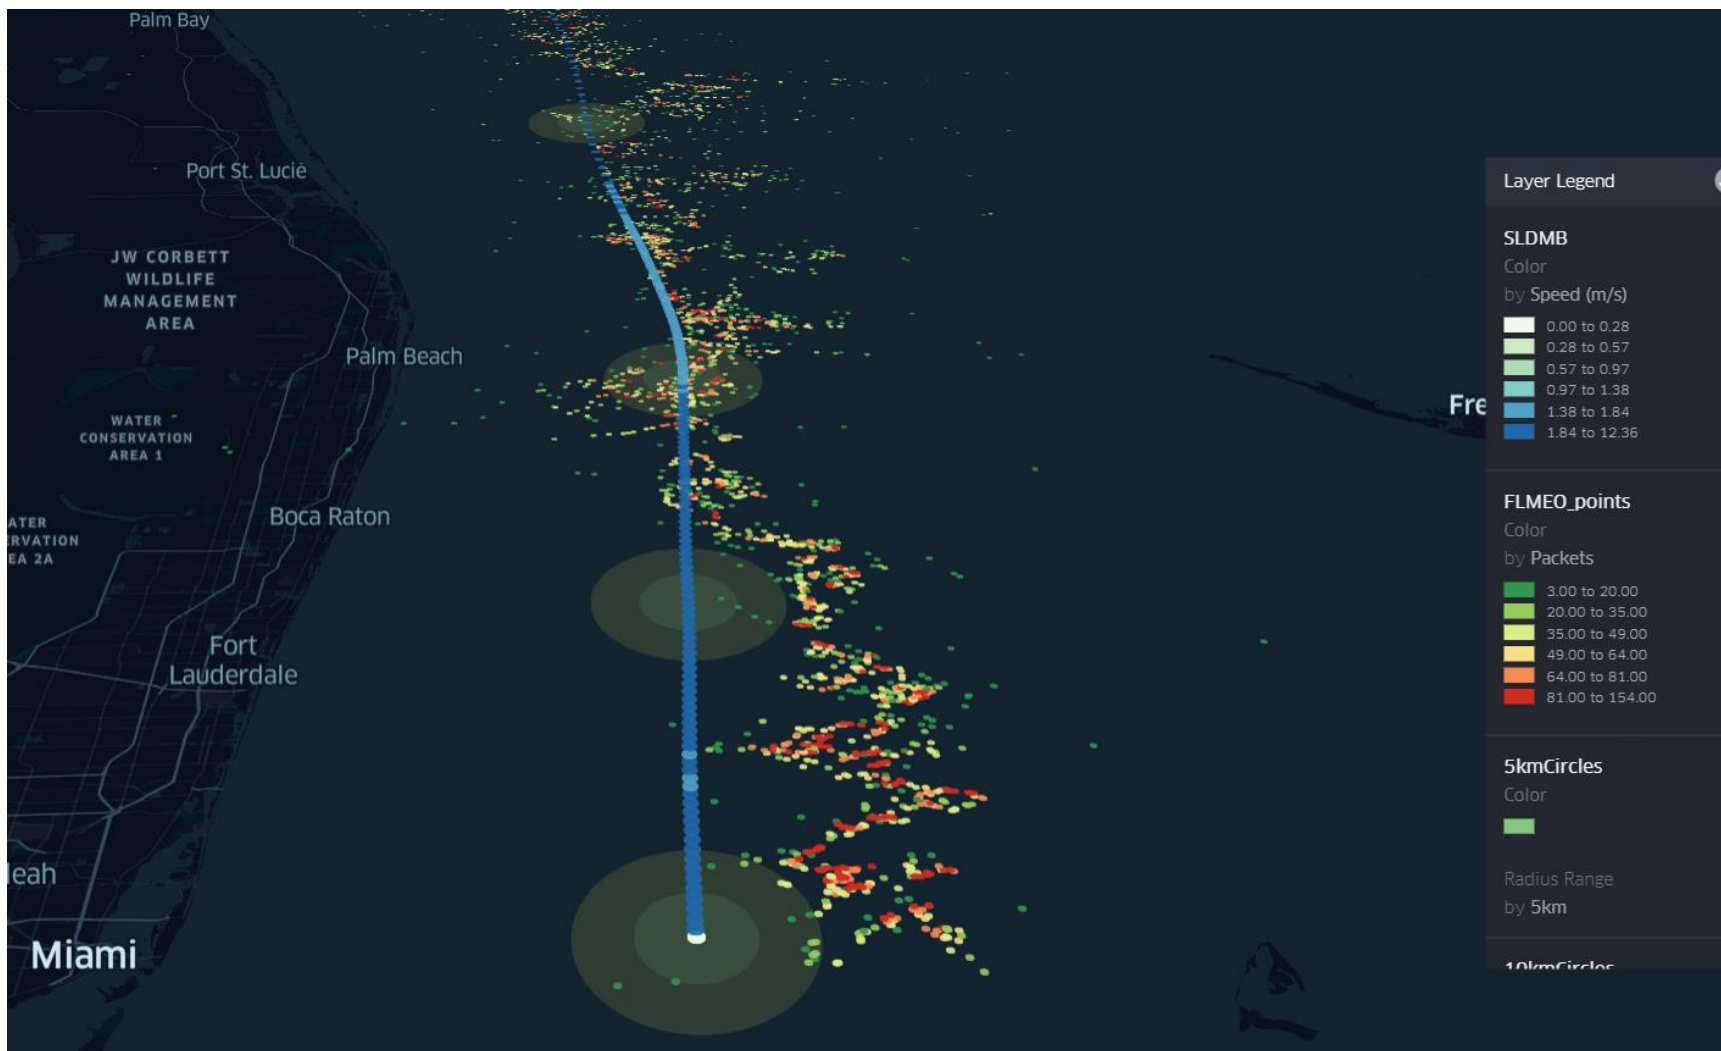 Palm Bay
Port St. Lucie
JW CORBETT
WILDLIFE
MANAGEMENT
AREA
Palm Beach
WATER
CONSERVATION
AREA 1
Boca Raton
ATER
ERVATION
EA 2A
Fort
Lauderdale
leah
Miami
Fre
Layer Legend
SLDMB
Color
by Speed (m/s)
0.00 to 0.28
0.28 to 0.57
0.57 to 0.97
0.97 to 1.38
1.38 to 1.84
1.84 to 12.36
FLMEO_points
Color
by Packets
3.00 to 20.00
20.00 to 35.00
35.00 to 49.00
49.00 to 64.00
64.00 to 81.00
81.00 to 154.00
5kmCircles
Color
Radius Range
by 5km
10kmCircles